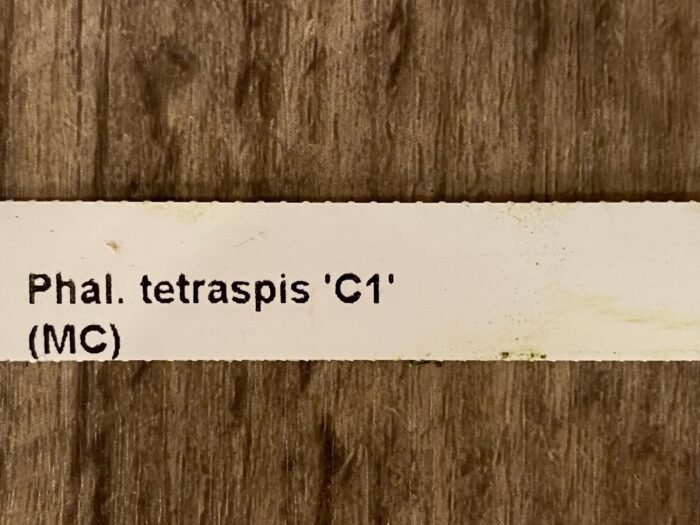 Phal. tetraspis 'C1'
(MC)